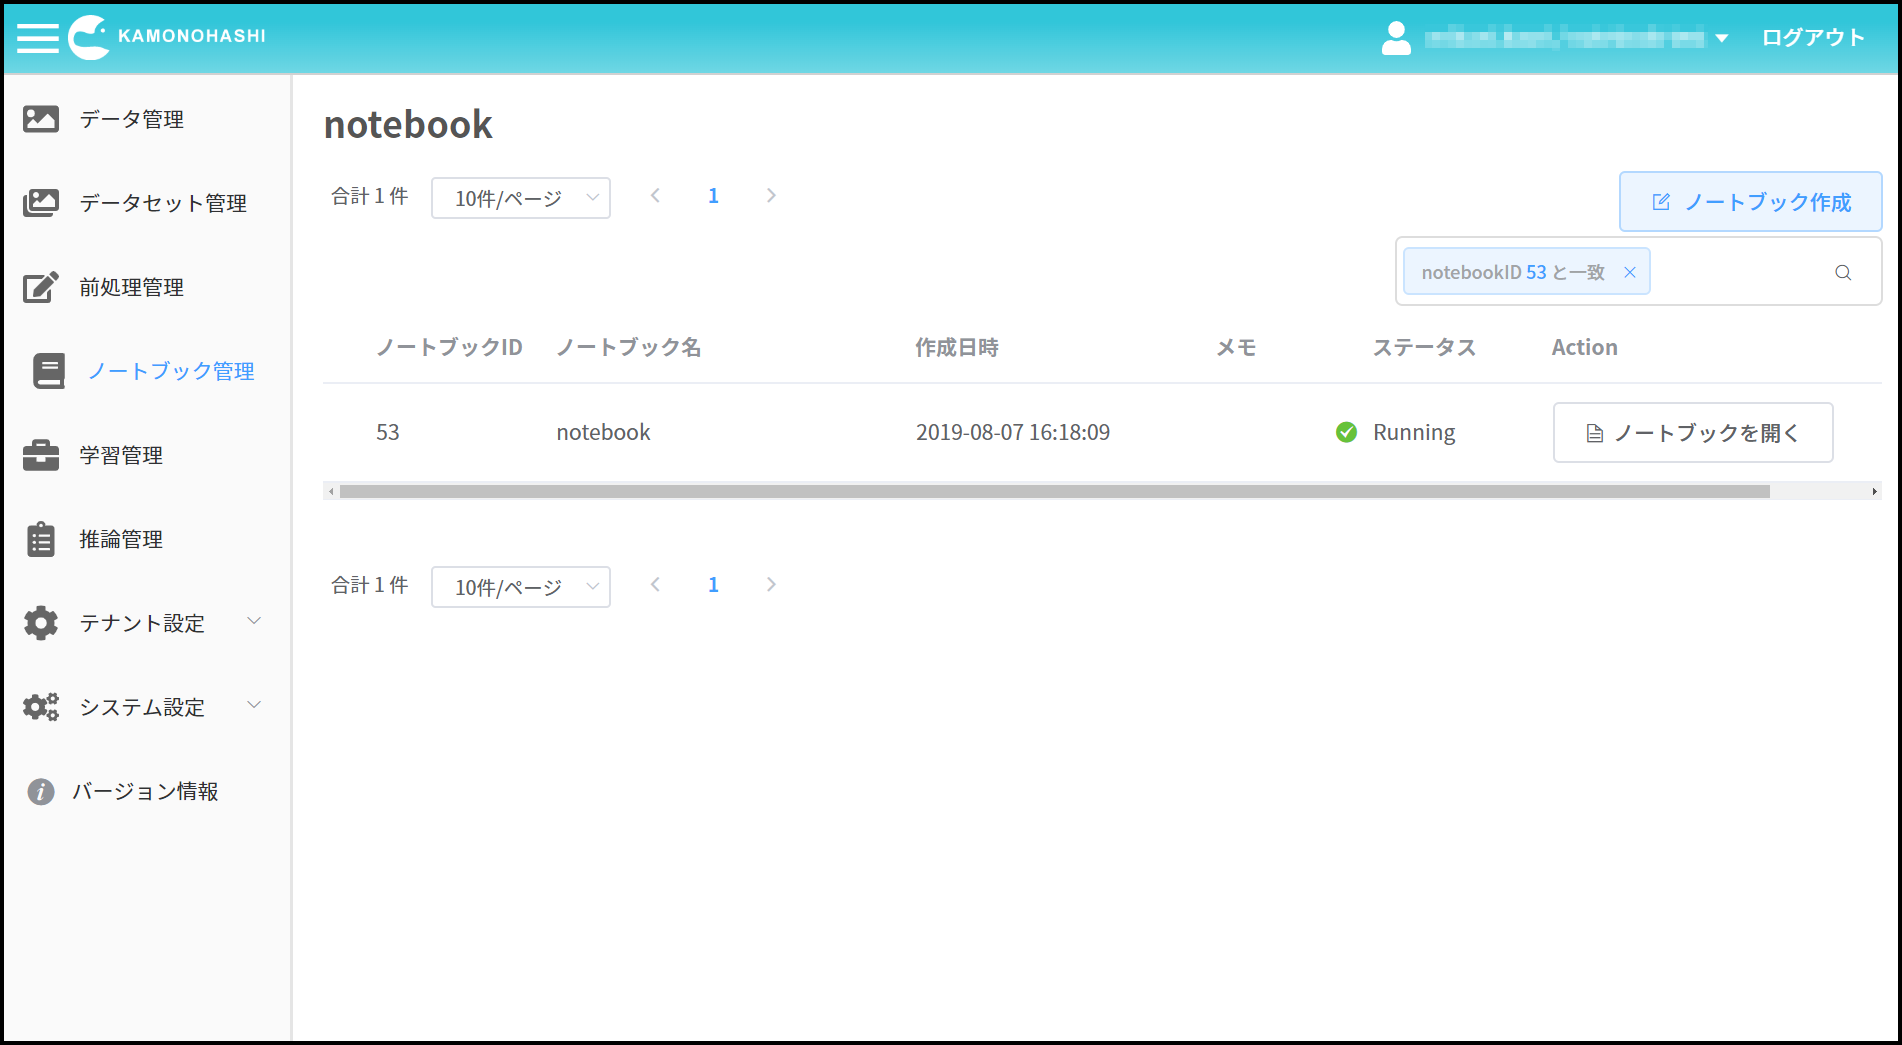 KAMONOHASHI
ログアウト
データ管理
データセット管理
前処理管理
ノートブック管理
学習管理
推論管理
テナント設定
システム設定
バージョン情報
notebook
合計 1 件 10件/ページ 1
ノートブック作成
notebookID 53 と一致
ノートブックID ノートブック名 作成日時 メモ ステータス Action
53 notebook 2019-08-07 16:18:09 Running ノートブックを開く
合計 1 件 10件/ページ 1